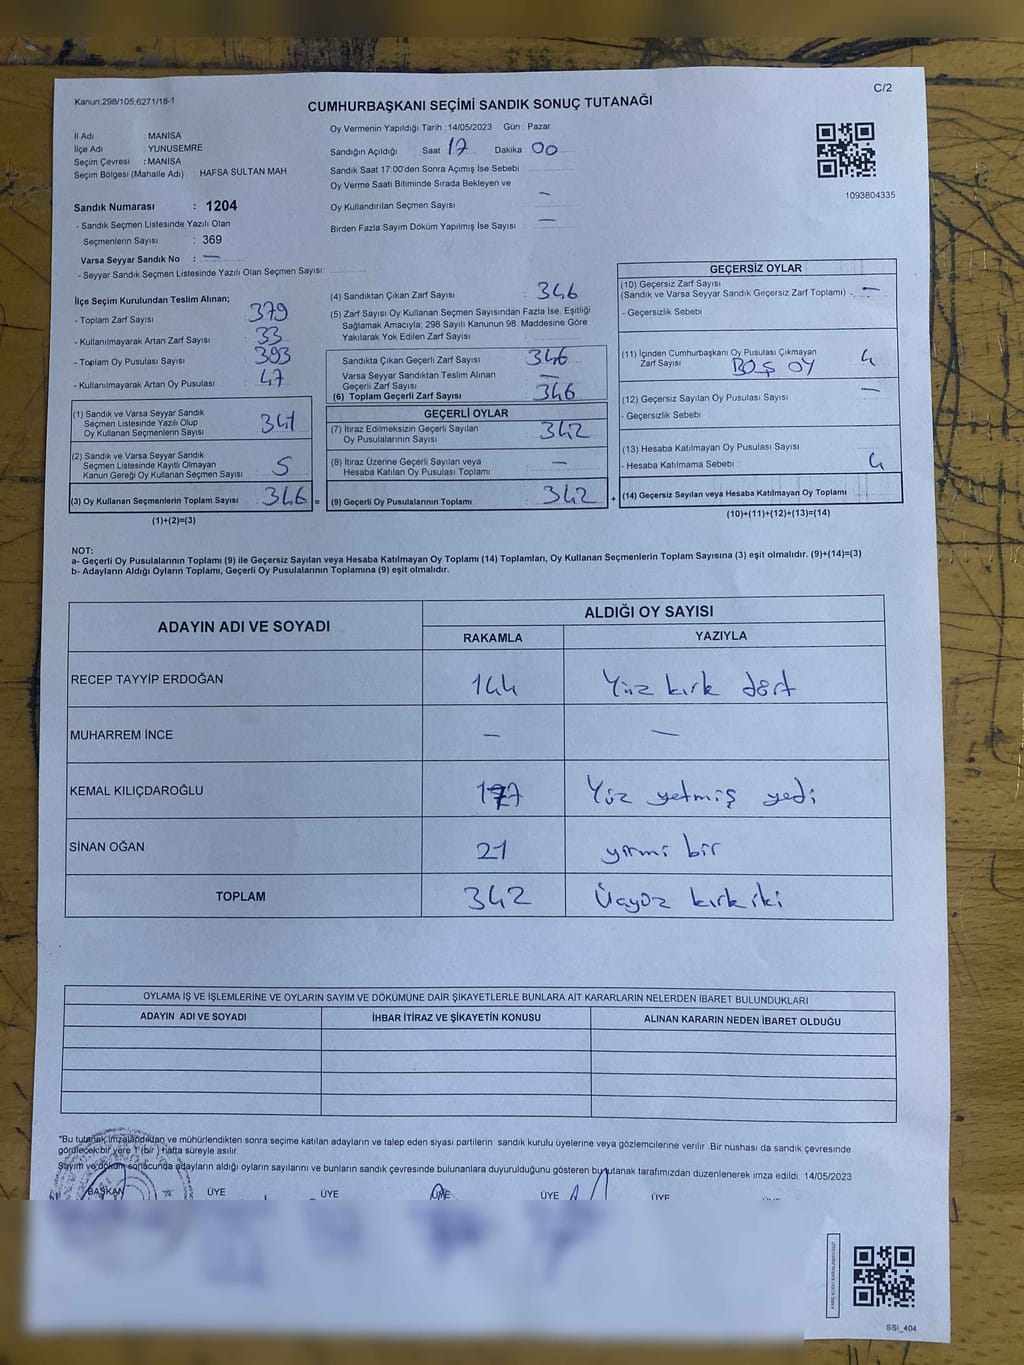 Kanun:298/105;6271/16-1
C/2
CUMHURBAŞKANI SEÇİMİ SANDIK SONUÇ TUTANAĞI
İl Adı : MANİSA
İlçe Adı : YUNUSEMRE
Seçim Çevresi : MANİSA
Seçim Bölgesi (Mahalle Adı) HAFSA SULTAN MAH
Sandık Numarası : 1204
- Sandık Seçmen Listesinde Yazılı Olan
Seçmenlerin Sayısı : 369
Varsa Seyyar Sandık No : —
- Seyyar Sandık Seçmen Listesinde Yazılı Olan Seçmen Sayısı:
Oy Vermenin Yapıldığı Tarih : 14/05/2023 Gün : Pazar
Sandığın Açıldığı Saat 17 Dakika 00
Sandık Saat 17:00'den Sonra Açımış İse Sebebi
Oy Verme Saati Bitiminde Sırada Bekleyen ve
Oy Kullandırılan Seçmen Sayısı : —
Birden Fazla Sayım Döküm Yapılmış İse Sayısı : —
1093804335
İlçe Seçim Kurulundan Teslim Alınan;
- Toplam Zarf Sayısı 379
- Kullanılmayarak Artan Zarf Sayısı 33
- Toplam Oy Pusulası Sayısı 393
- Kullanılmayarak Artan Oy Pusulası 47
(1) Sandık ve Varsa Seyyar Sandık
Seçmen Listesinde Yazılı Olup
Oy Kullanan Seçmenlerin Sayısı 341
(2) Sandık ve Varsa Seyyar Sandık
Seçmen Listesinde Kayıtlı Olmayan
Kanun Gereği Oy Kullanan Seçmen Sayısı 5
(3) Oy Kullanan Seçmenlerin Toplam Sayısı 346 =
(1)+(2)=(3)
(4) Sandıktan Çıkan Zarf Sayısı 346
(5) Zarf Sayısı Oy Kullanan Seçmen Sayısından Fazla İse, Eşitliği
Sağlamak Amacıyla; 298 Sayılı Kanunun 98. Maddesine Göre
Yakılarak Yok Edilen Zarf Sayısı
Sandıkta Çıkan Geçerli Zarf Sayısı 346
Varsa Seyyar Sandıktan Teslim Alınan
Geçerli Zarf Sayısı —
(6) Toplam Geçerli Zarf Sayısı 346
GEÇERLİ OYLAR
(7) İtiraz Edilmeksizin Geçerli Sayılan
Oy Pusulalarının Sayısı 342
(8) İtiraz Üzerine Geçerli Sayılan veya
Hesaba Katılan Oy Pusulası Toplamı —
(9) Geçerli Oy Pusulalarının Toplamı 342 +
GEÇERSİZ OYLAR
(10) Geçersiz Zarf Sayısı
(Sandık ve Varsa Seyyar Sandık Geçersiz Zarf Toplamı) —
- Geçersizlik Sebebi
(11) İçinden Cumhurbaşkanı Oy Pusulası Çıkmayan
Zarf Sayısı BOŞ OY 4
(12) Geçersiz Sayılan Oy Pusulası Sayısı —
- Geçersizlik Sebebi
(13) Hesaba Katılmayan Oy Pusulası Sayısı
- Hesaba Katılmama Sebebi 4
(14) Geçersiz Sayılan veya Hesaba Katılmayan Oy Toplamı
(10)+(11)+(12)+(13)=(14)
NOT:
a- Geçerli Oy Pusulalarının Toplamı (9) ile Geçersiz Sayılan veya Hesaba Katılmayan Oy Toplamı (14) Toplamları, Oy Kullanan Seçmenlerin Toplam Sayısına (3) eşit olmalıdır. (9)+(14)=(3)
b- Adayların Aldığı Oyların Toplamı, Geçerli Oy Pusulalarının Toplamına (9) eşit olmalıdır.
ADAYIN ADI VE SOYADI
ALDIĞI OY SAYISI
RAKAMLA YAZIYLA
RECEP TAYYİP ERDOĞAN 144 Yüz kırk dört
MUHARREM İNCE — —
KEMAL KILIÇDAROĞLU 177 Yüz yetmiş yedi
SİNAN OĞAN 21 yirmi bir
TOPLAM 342 Üçyüz kırk iki
OYLAMA İŞ VE İŞLEMLERİNE VE OYLARIN SAYIM VE DÖKÜMÜNE DAİR ŞİKAYETLERLE BUNLARA AİT KARARLARIN NELERDEN İBARET BULUNDUKLARI
ADAYIN ADI VE SOYADI İHBAR İTİRAZ VE ŞİKAYETİN KONUSU ALINAN KARARIN NEDEN İBARET OLDUĞU
*Bu tutanak imzalandıktan ve mühürlendikten sonra seçime katılan adayların ve talep eden siyasi partilerin sandık kurulu üyelerine veya gözlemcilerine verilir. Bir nushası da sandık çevresinde
görülecek bir yere 1 (bir) hafta süreyle asılır.
Sayım ve döküm sonucunda adayların aldığı oyların sayılarını ve bunların sandık çevresinde bulunanlara duyurulduğunu gösteren bu tutanak tarafımızdan düzenlenerek imza edildi. 14/05/2023
BAŞKAN ÜYE ÜYE ÜYE ÜYE ÜYE ÜYE
SSI_404